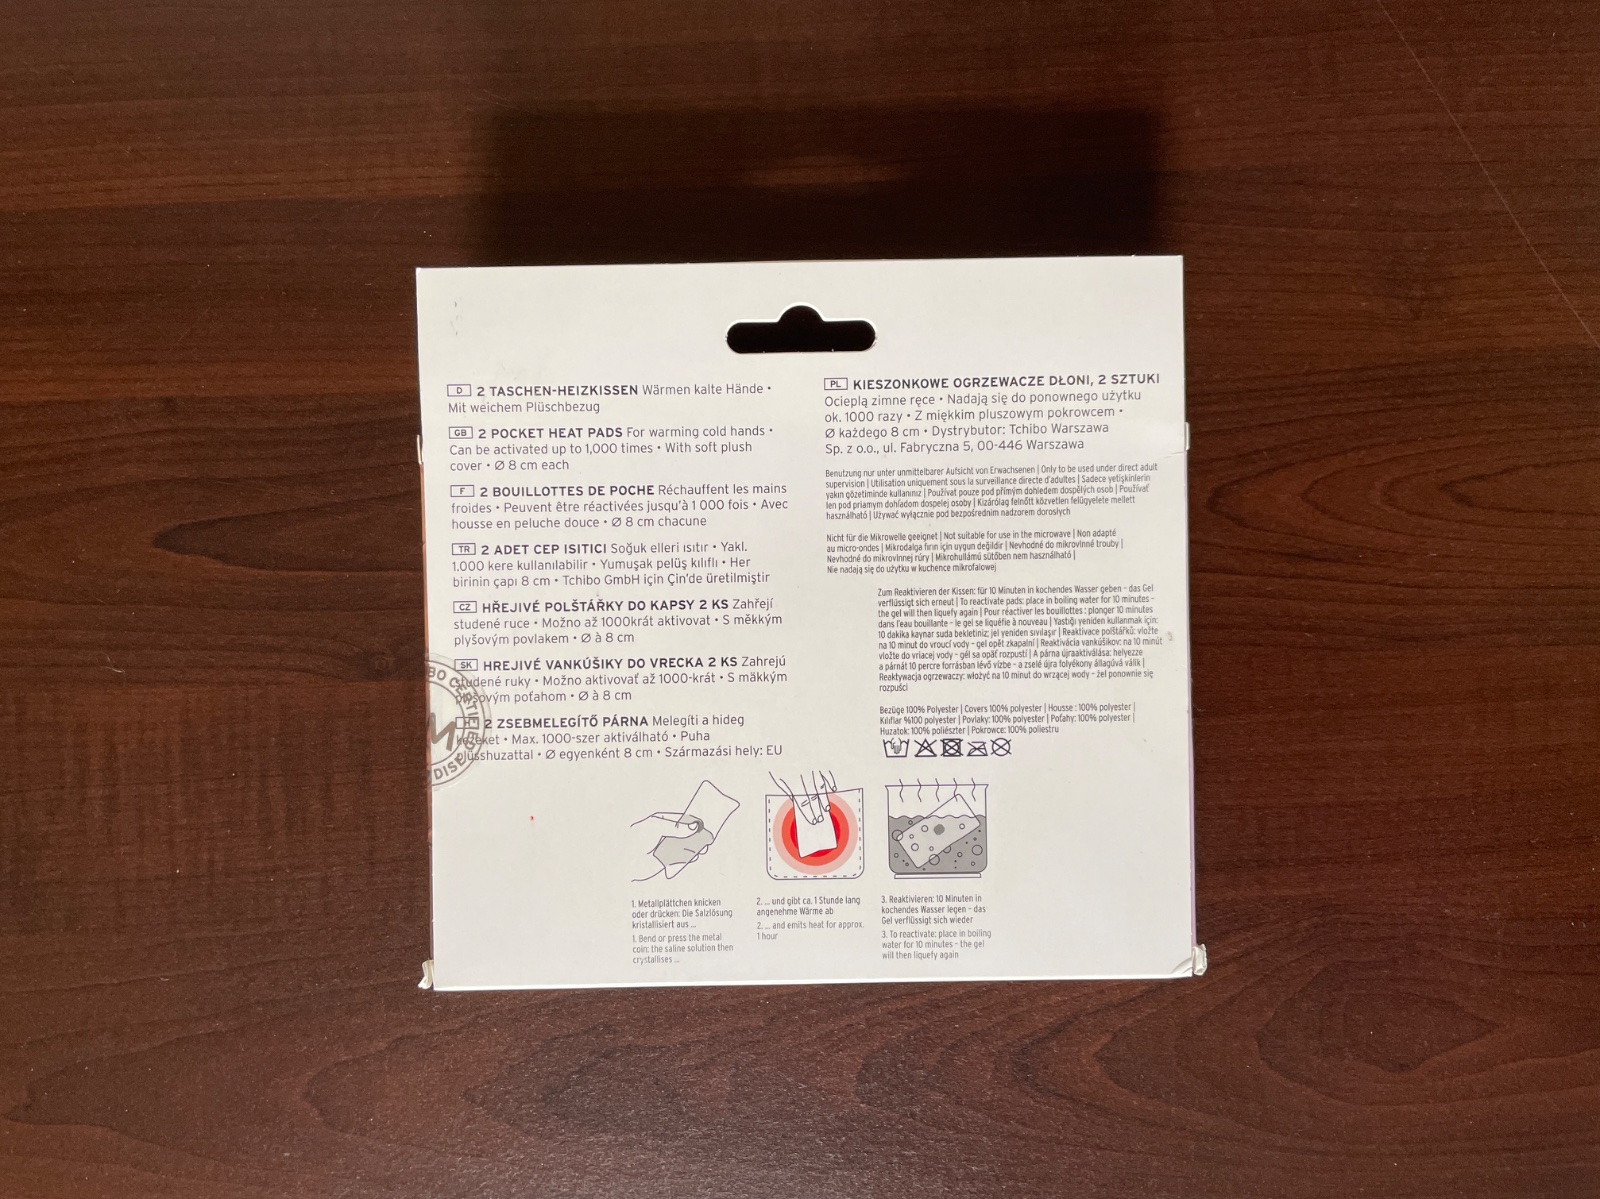 D 2 TASCHEN-HEIZKISSEN Wärmen kalte Hände •
Mit weichem Plüschbezug
GB 2 POCKET HEAT PADS For warming cold hands •
Can be activated up to 1,000 times • With soft plush
cover • Ø 8 cm each
F 2 BOUILLOTTES DE POCHE Réchauffent les mains
froides • Peuvent être réactivées jusqu'à 1 000 fois • Avec
housse en peluche douce • Ø 8 cm chacune
TR 2 ADET CEP ISITICI Soğuk elleri ısıtır • Yakl.
1.000 kere kullanılabilir • Yumuşak pelüş kılıflı • Her
birinin çapı 8 cm • Tchibo GmbH için Çin'de üretilmiştir
CZ HŘEJIVÉ POLŠTÁŘKY DO KAPSY 2 KS Zahřejí
studené ruce • Možno až 1000krát aktivovat • S měkkým
plyšovým povlakem • Ø à 8 cm
SK HREJIVÉ VANKÚŠIKY DO VRECKA 2 KS Zahrejú
studené ruky • Možno aktivovať až 1000-krát • S mäkkým
plyšovým poťahom • Ø à 8 cm
H 2 ZSEBMELEGÍTŐ PÁRNA Melegíti a hideg
kezeket • Max. 1000-szer aktiválható • Puha
plüsshuzattal • Ø egyenként 8 cm • Származási hely: EU
PL KIESZONKOWE OGRZEWACZE DŁONI, 2 SZTUKI
Ocieplą zimne ręce • Nadają się do ponownego użytku
ok. 1000 razy • Z miękkim pluszowym pokrowcem •
Ø każdego 8 cm • Dystrybutor: Tchibo Warszawa
Sp. z o.o., ul. Fabryczna 5, 00-446 Warszawa
Benutzung nur unter unmittelbarer Aufsicht von Erwachsenen | Only to be used under direct adult
supervision | Utilisation uniquement sous la surveillance directe d'adultes | Sadece yetişkinlerin
yakın gözetiminde kullanınız | Používat pouze pod přímým dohledem dospělých osob | Používať
len pod priamym dohľadom dospelej osoby | Kizárólag felnőtt közvetlen felügyelete mellett
használható | Używać wyłącznie pod bezpośrednim nadzorem dorosłych
Nicht für die Mikrowelle geeignet | Not suitable for use in the microwave | Non adapté
au micro-ondes | Mikrodalga fırın için uygun değildir | Nevhodné do mikrovlnné trouby |
Nevhodné do mikrovlnnej rúry | Mikrohullámú sütőben nem használható |
Nie nadają się do użytku w kuchence mikrofalowej
Zum Reaktivieren der Kissen: für 10 Minuten in kochendes Wasser geben – das Gel
verflüssigt sich erneut | To reactivate pads: place in boiling water for 10 minutes –
the gel will then liquefy again | Pour réactiver les bouillottes : plonger 10 minutes
dans l'eau bouillante – le gel se liquéfie à nouveau | Yastığı yeniden kullanmak için:
10 dakika kaynar suda bekletiniz; jel yeniden sıvılaşır | Reaktivace polštářků: vložte
na 10 minut do vroucí vody – gel opět zkapalní | Reaktivácia vankúšikov: na 10 minút
vložte do vriacej vody – gél sa opäť rozpustí | A párna újraaktiválása: helyezze
a párnát 10 percre forrásban lévő vízbe – a zselé újra folyékony állagúvá válik |
Reaktywacja ogrzewaczy: włożyć na 10 minut do wrzącej wody – żel ponownie się
rozpuści
Bezüge 100% Polyester | Covers 100% polyester | Housse : 100% polyester |
Kılıflar %100 polyester | Povlaky: 100% polyester | Poťahy: 100% polyester |
Huzatok: 100% poliészter | Pokrowce: 100% poliestru
1. Metallplättchen knicken
oder drücken: Die Salzlösung
kristallisiert aus ...
1. Bend or press the metal
coin; the saline solution then
crystallises ...
2. ... und gibt ca. 1 Stunde lang
angenehme Wärme ab
2. ... and emits heat for approx.
1 hour
3. Reaktivieren: 10 Minuten in
kochendes Wasser legen – das
Gel verflüssigt sich wieder
3. To reactivate: place in boiling
water for 10 minutes – the gel
will then liquefy again